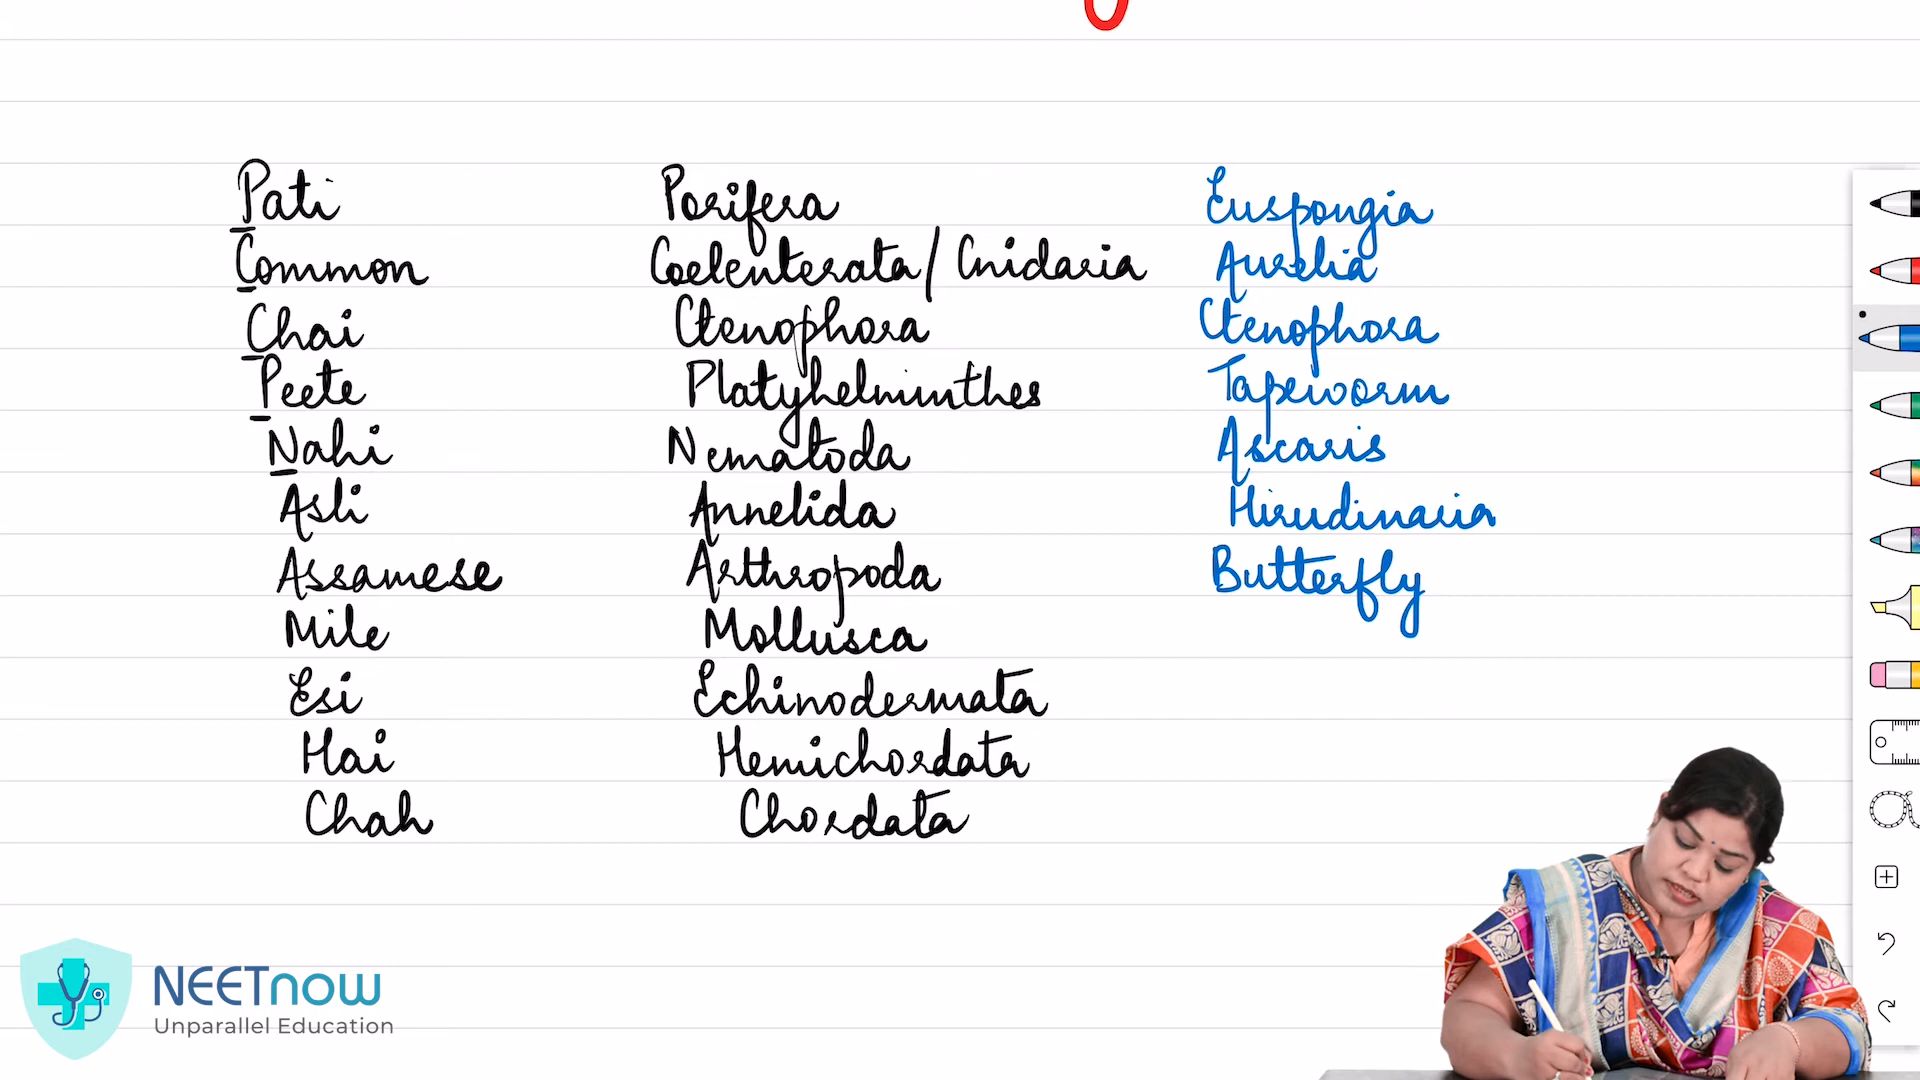 Pati Porifera Euspongia
Common Coelenterata/Cnidaria Aurelia
Chai Ctenophora Ctenophora
Peete Platyhelminthes Tapeworm
Nahi Nematoda Ascaris
Asli Annelida Hirudinaria
Assamese Arthropoda Butterfly
Mile Mollusca
Esi Echinodermata
Hai Hemichordata
Chah Chordata
NEETnow
Unparallel Education